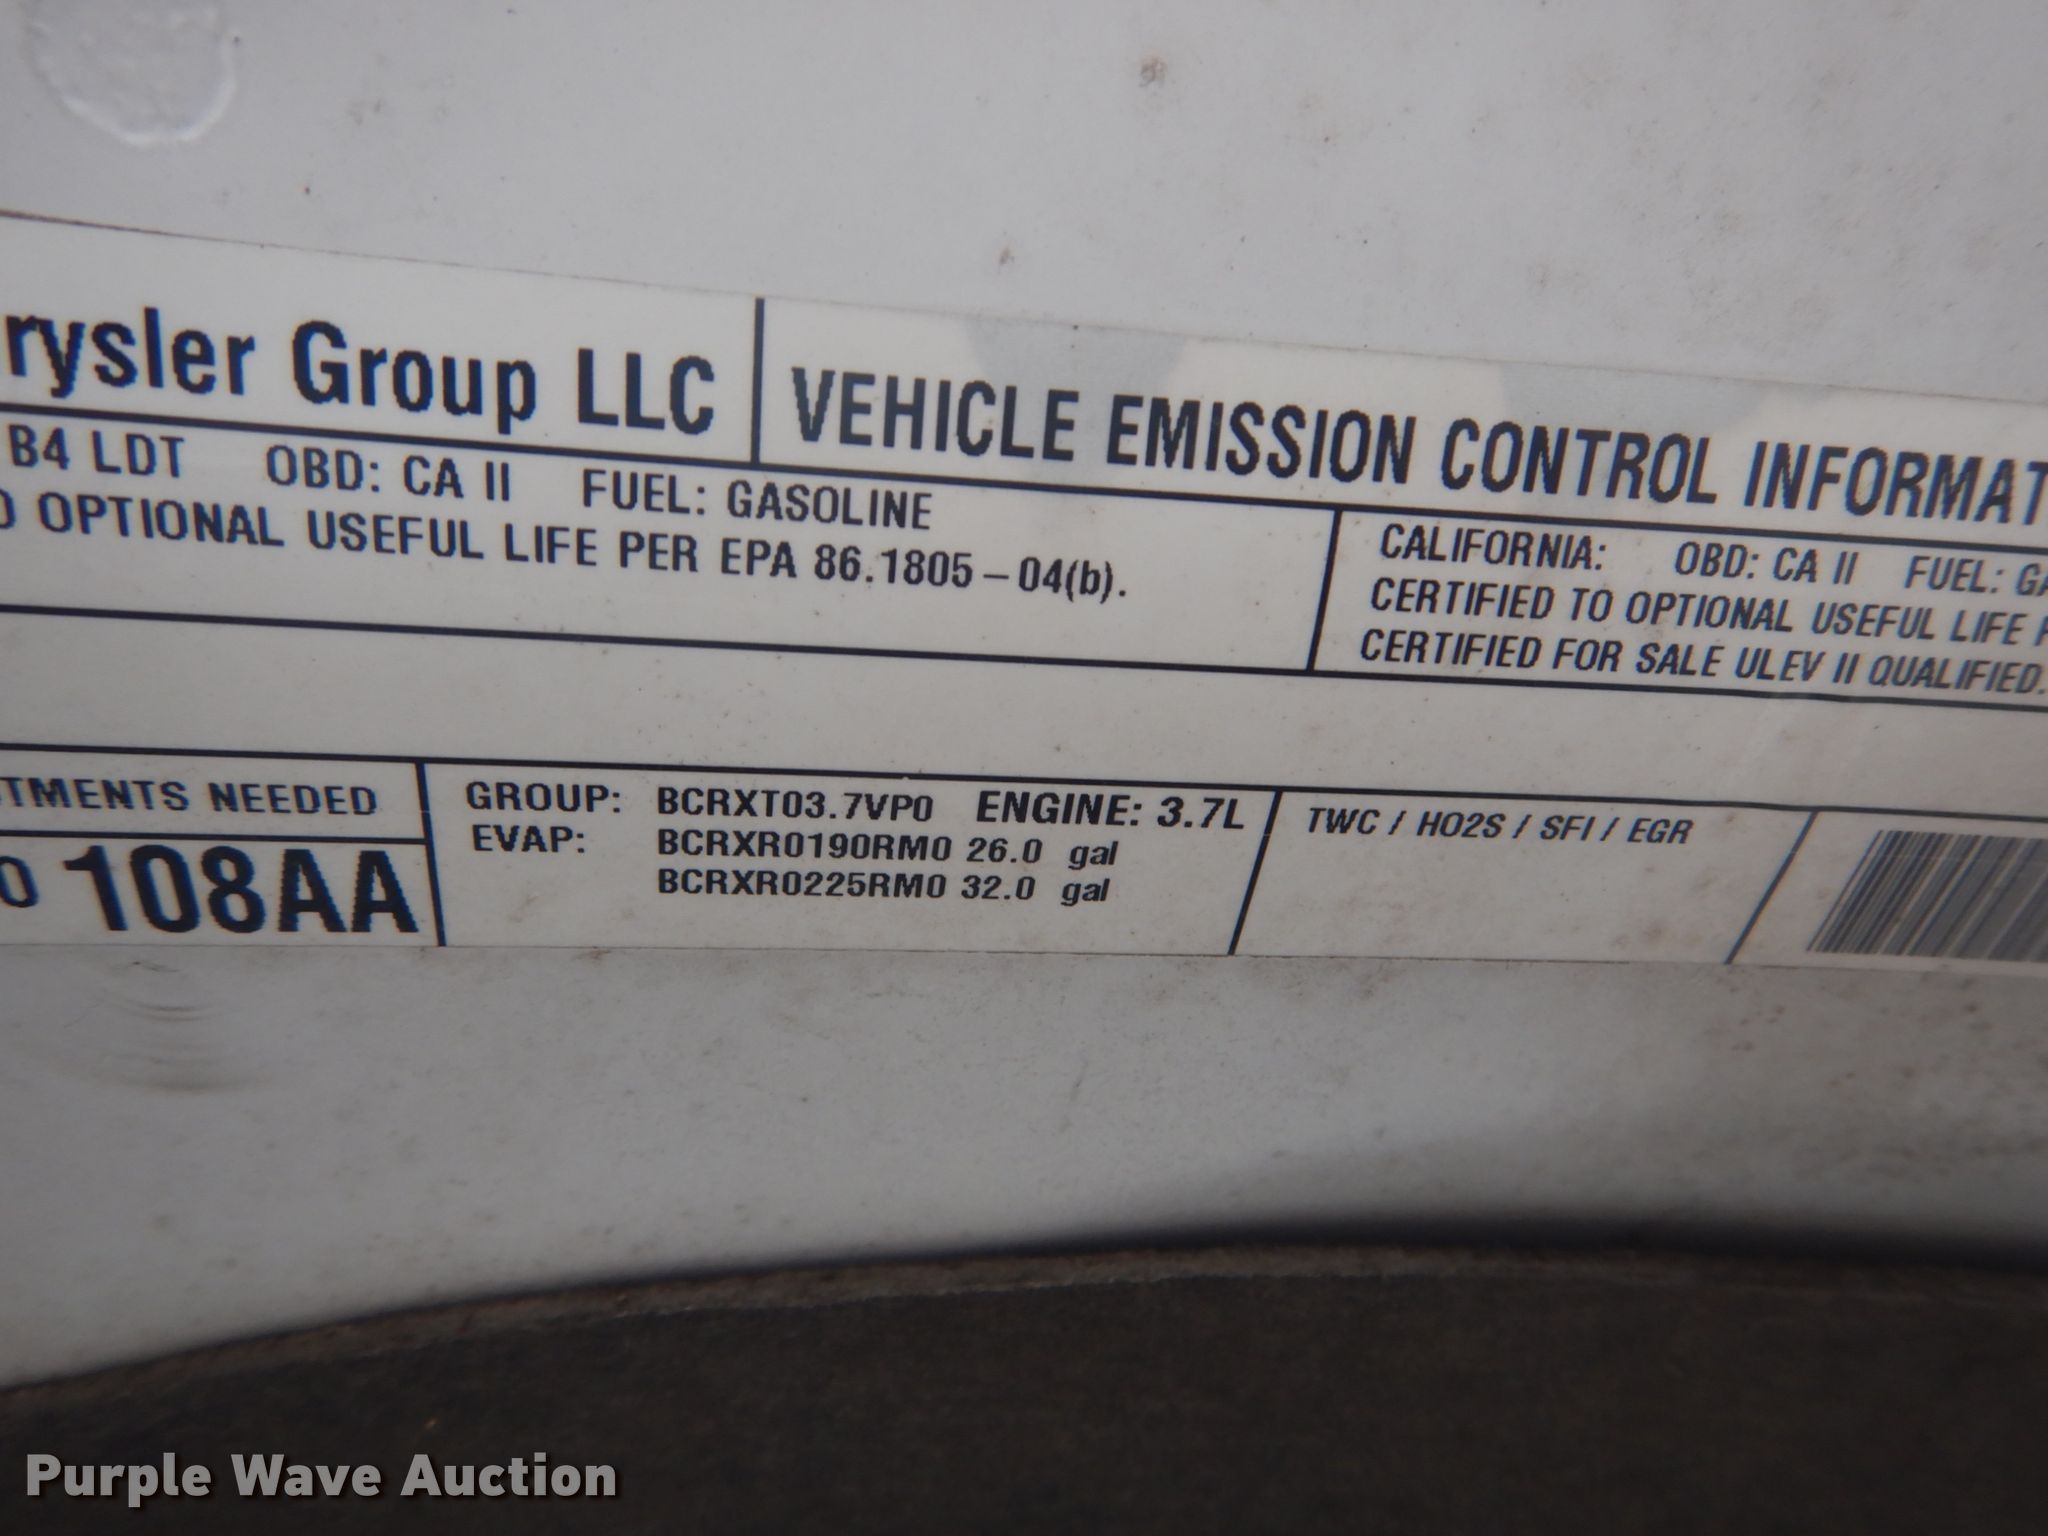 rysler Group LLC
VEHICLE EMISSION CONTROL INFORMAT
B4 LDT OBD: CA II FUEL: GASOLINE
OPTIONAL USEFUL LIFE PER EPA 86.1805-04(b).
CALIFORNIA: OBD: CA II FUEL: GA
CERTIFIED TO OPTIONAL USEFUL LIFE P
CERTIFIED FOR SALE ULEV II QUALIFIED.
TMENTS NEEDED
0 108AA
GROUP: BCRXT03.7VP0 ENGINE: 3.7L
EVAP: BCRXR0190RM0 26.0 gal
BCRXR0225RM0 32.0 gal
TWC / HO2S / SFI / EGR
Purple Wave Auction